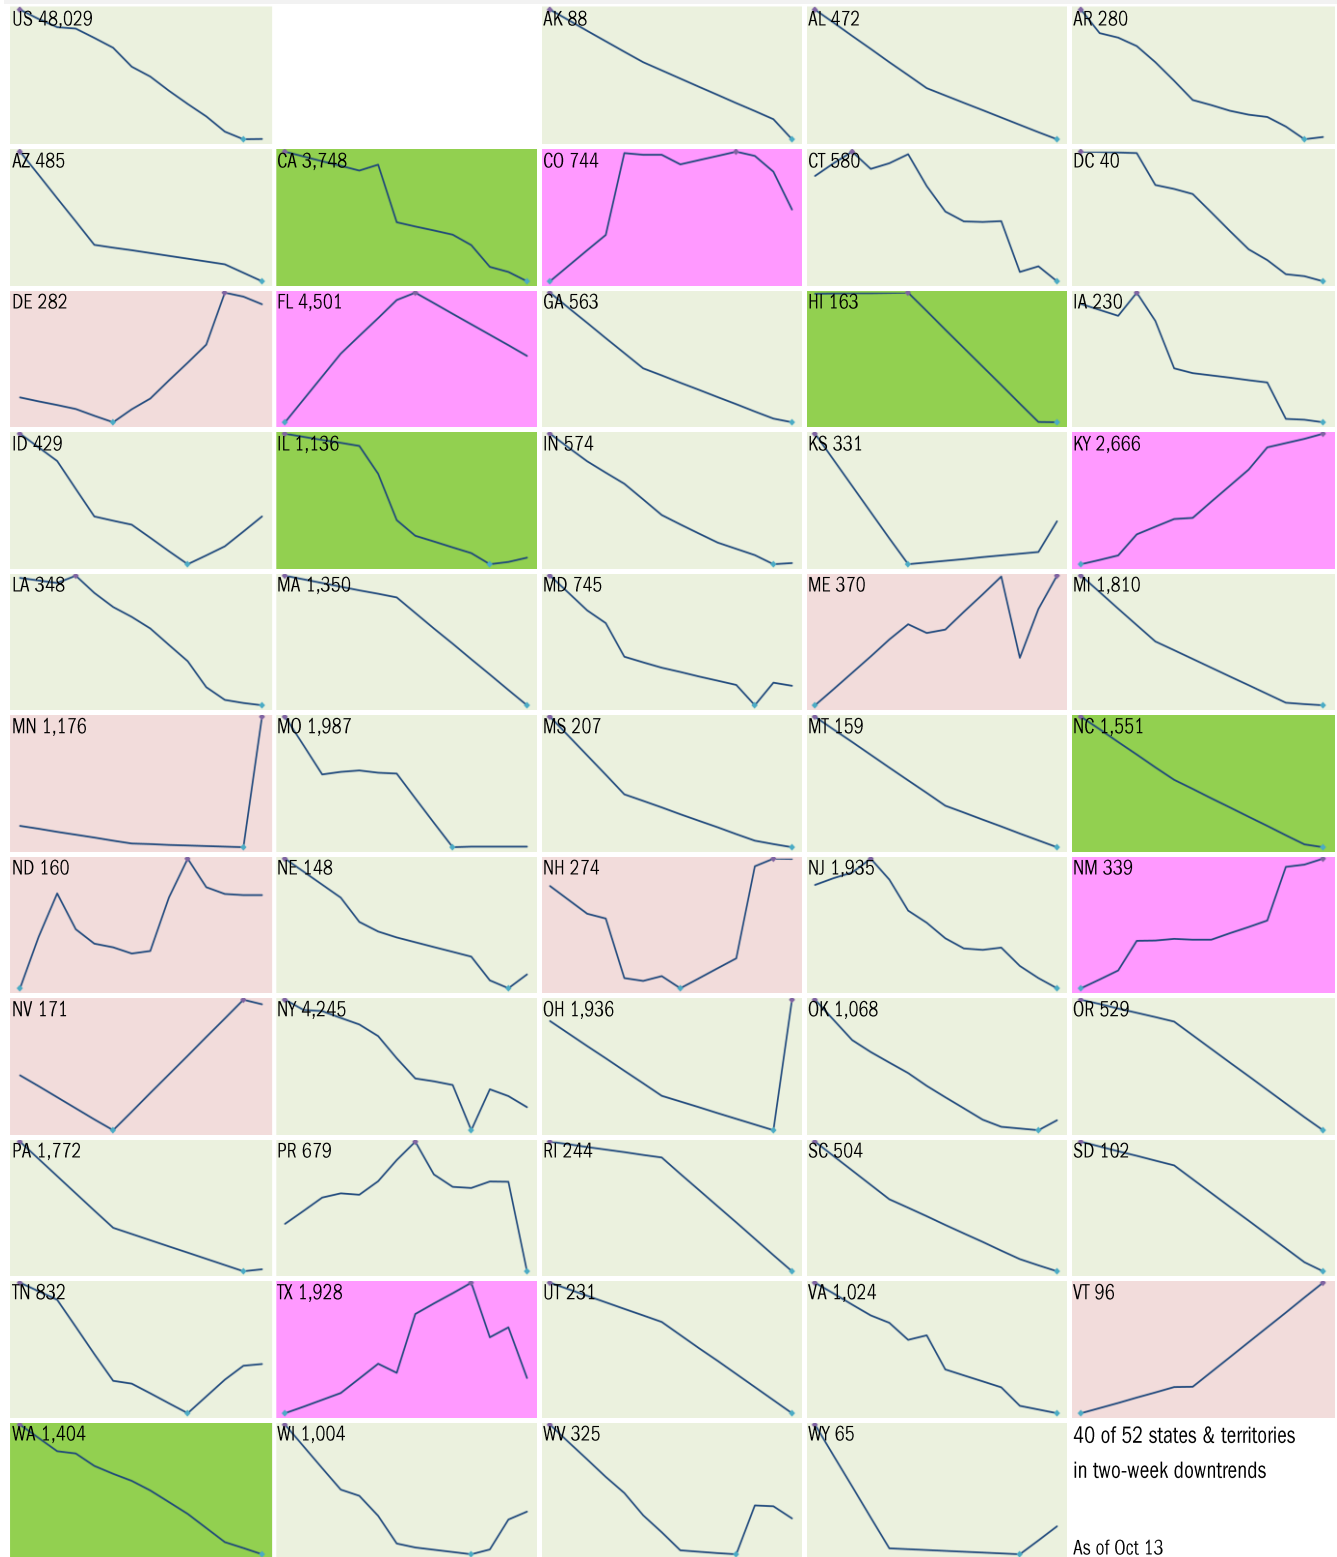 US 48,029
AK 88
AL 472
AR 280
AZ 485
CA 3,748
CO 744
CT 580
DC 40
DE 282
FL 4,501
GA 563
HI 163
IA 230
ID 429
IL 1,136
IN 574
KS 331
KY 2,666
LA 348
MA 1,350
MD 745
ME 370
MI 1,810
MN 1,176
MO 1,987
MS 207
MT 159
NC 1,551
ND 160
NE 148
NH 274
NJ 1,935
NM 339
NV 171
NY 4,245
OH 1,936
OK 1,068
OR 529
PA 1,772
PR 679
RI 244
SC 504
SD 102
TN 832
TX 1,928
UT 231
VA 1,024
VT 96
WA 1,404
WI 1,004
WV 325
WY 65
40 of 52 states & territories
in two-week downtrends
As of Oct 13